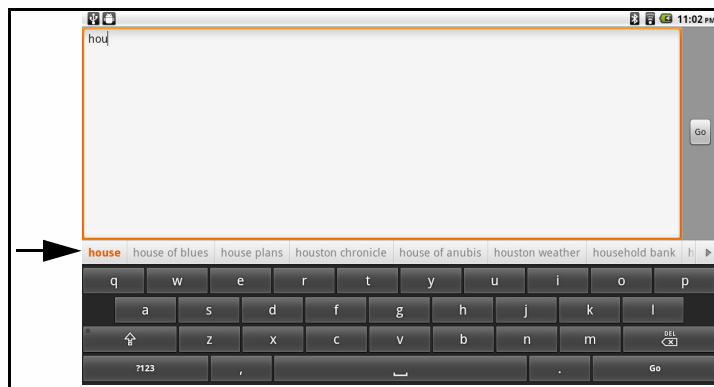 11:02 PM
hou
Go
house house of blues house plans houston chronicle house of anubis houston weather household bank h
q w e r t y u i o p
a s d f g h j k l
z x c v b n m DEL
?123 , . Go